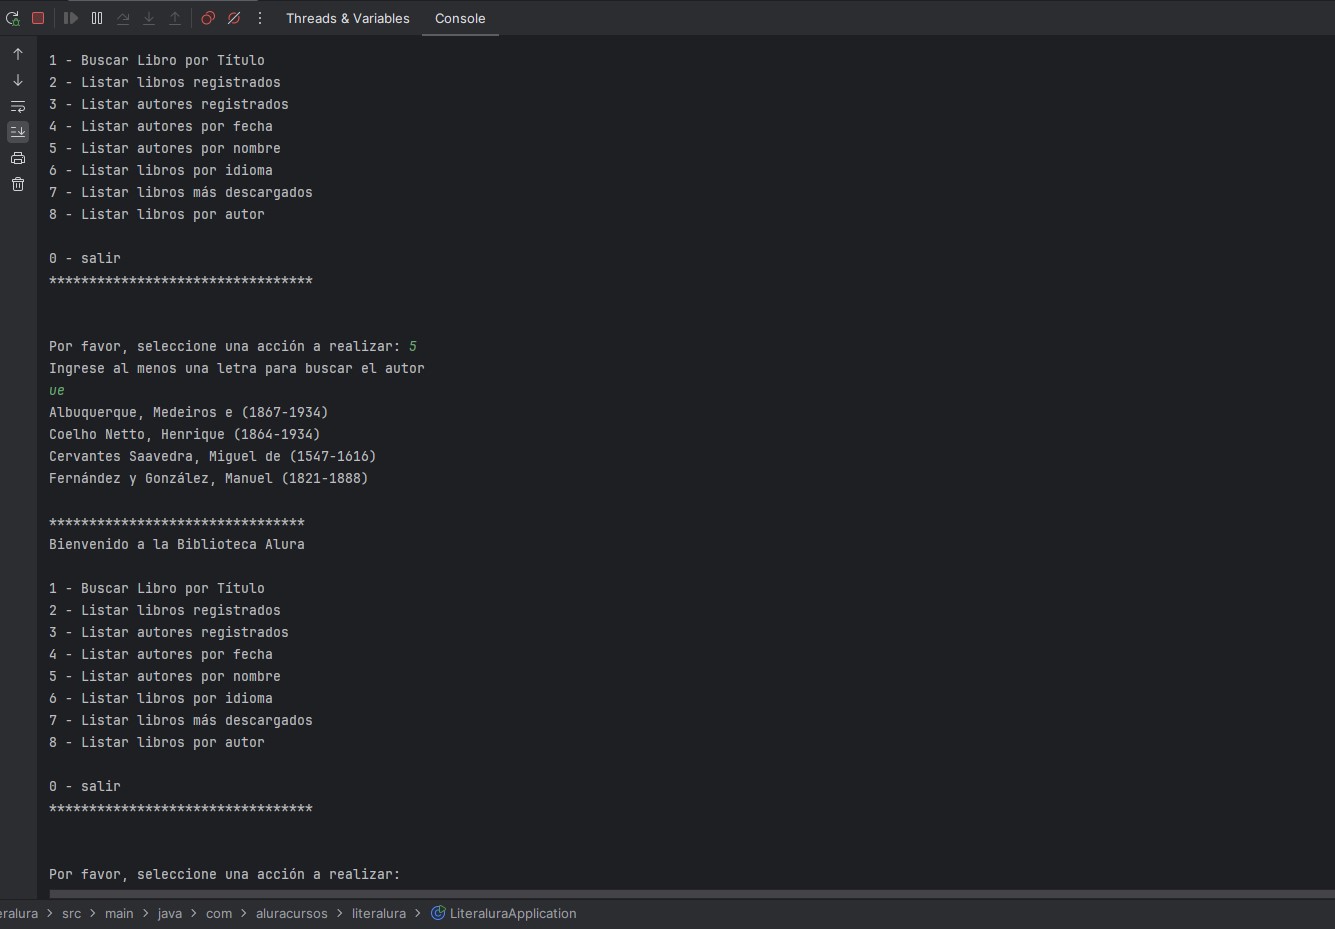 Threads & Variables Console
1 - Buscar Libro por Título
2 - Listar libros registrados
3 - Listar autores registrados
4 - Listar autores por fecha
5 - Listar autores por nombre
6 - Listar libros por idioma
7 - Listar libros más descargados
8 - Listar libros por autor
0 - salir
*********************************
Por favor, seleccione una acción a realizar: 5
Ingrese al menos una letra para buscar el autor
ue
Albuquerque, Medeiros e (1867-1934)
Coelho Netto, Henrique (1864-1934)
Cervantes Saavedra, Miguel de (1547-1616)
Fernández y González, Manuel (1821-1888)
********************************
Bienvenido a la Biblioteca Alura
1 - Buscar Libro por Título
2 - Listar libros registrados
3 - Listar autores registrados
4 - Listar autores por fecha
5 - Listar autores por nombre
6 - Listar libros por idioma
7 - Listar libros más descargados
8 - Listar libros por autor
0 - salir
*********************************
Por favor, seleccione una acción a realizar:
eralura > src > main > java > com > aluracursos > literalura > LiteraluraApplication